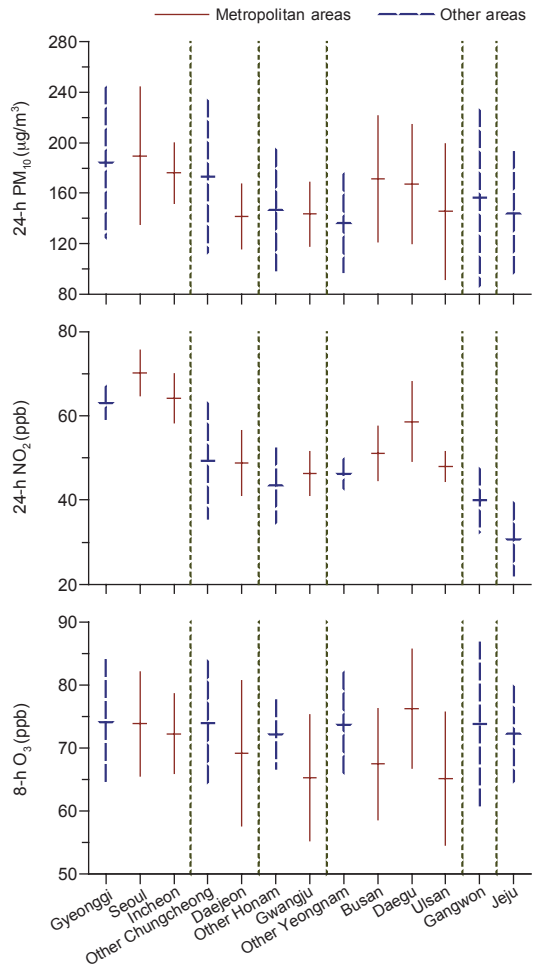 Metropolitan areas Other areas
24-h PM₁₀ (μg/m³)
280
240
200
160
120
80
24-h NO₂ (ppb)
80
60
40
20
8-h O₃ (ppb)
90
80
70
60
50
Gyeonggi
Seoul
Incheon
Other Chungcheong
Daejeon
Other Honam
Gwangju
Other Yeongnam
Busan
Daegu
Ulsan
Gangwon
Jeju